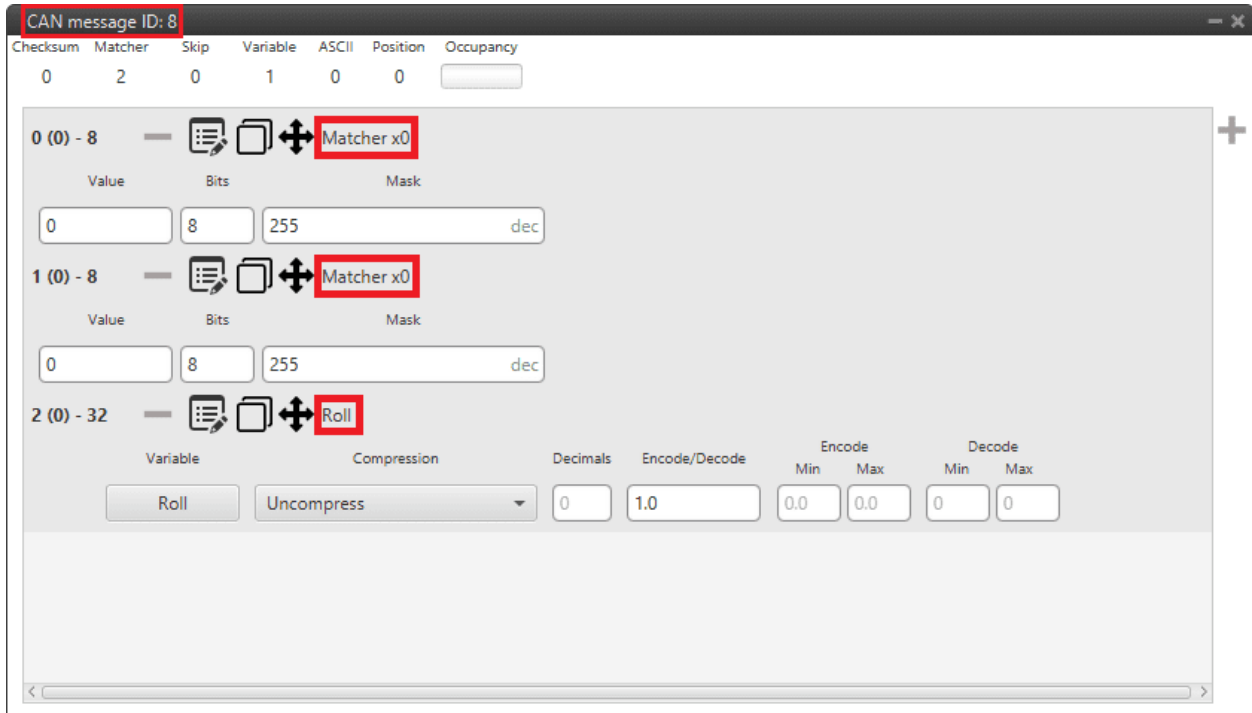 CAN message ID: 8
Checksum Matcher Skip Variable ASCII Position Occupancy
0 2 0 1 0 0
0 (0) - 8 Matcher x0
Value Bits Mask
0 8 255 dec
1 (0) - 8 Matcher x0
Value Bits Mask
0 8 255 dec
2 (0) - 32 Roll
Encode Decode
Variable Compression Decimals Encode/Decode Min Max Min Max
Roll Uncompress 0 1.0 0.0 0.0 0 0